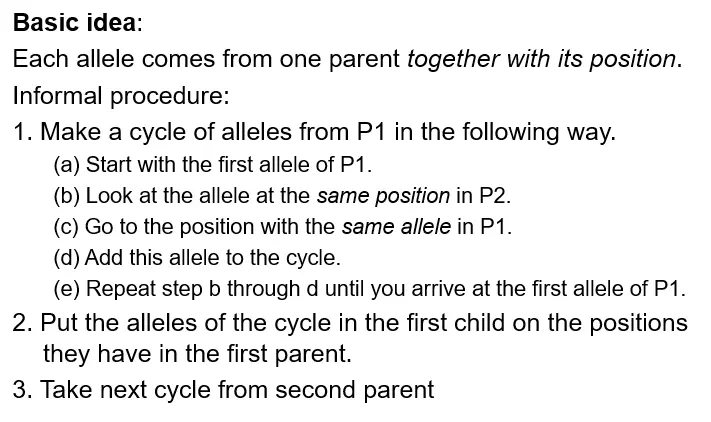 Basic idea:
Each allele comes from one parent together with its position.
Informal procedure:
1. Make a cycle of alleles from P1 in the following way.
(a) Start with the first allele of P1.
(b) Look at the allele at the same position in P2.
(c) Go to the position with the same allele in P1.
(d) Add this allele to the cycle.
(e) Repeat step b through d until you arrive at the first allele of P1.
2. Put the alleles of the cycle in the first child on the positions
they have in the first parent.
3. Take next cycle from second parent